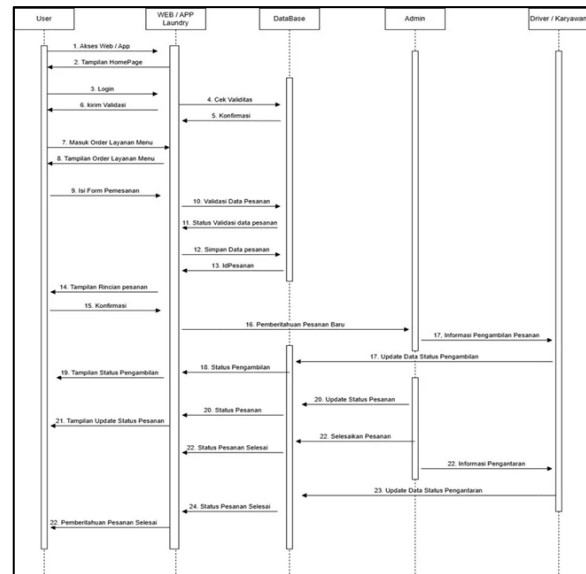 User
WEB / APP
Laundry
DataBase
Admin
Driver / Karyawan
1. Akses Web / App
2. Tampilan HomePage
3. Login
4. Cek Validitas
5. Konfirmasi
6. kirim Validasi
7. Masuk Order Layanan Menu
8. Tampilan Order Layanan Menu
9. Isi Form Pemesanan
10. Validasi Data Pesanan
11. Status Validasi data pesanan
12. Simpan Data pesanan
13. IdPesanan
14. Tampilan Rincian pesanan
15. Konfirmasi
16. Pemberitahuan Pesanan Baru
17, Informasi Pengambilan Pesanan
17. Update Data Status Pengambilan
18. Status Pengambilan
19. Tampilan Status Pengambilan
20. Update Status Pesanan
20. Status Pesanan
21. Tampilan Update Status Pesanan
22. Selesaikan Pesanan
22. Status Pesanan Selesai
22. Informasi Pengantaran
23. Update Data Status Pengantaran
24. Status Pesanan Selesai
22. Pemberitahuan Pesanan Selesai